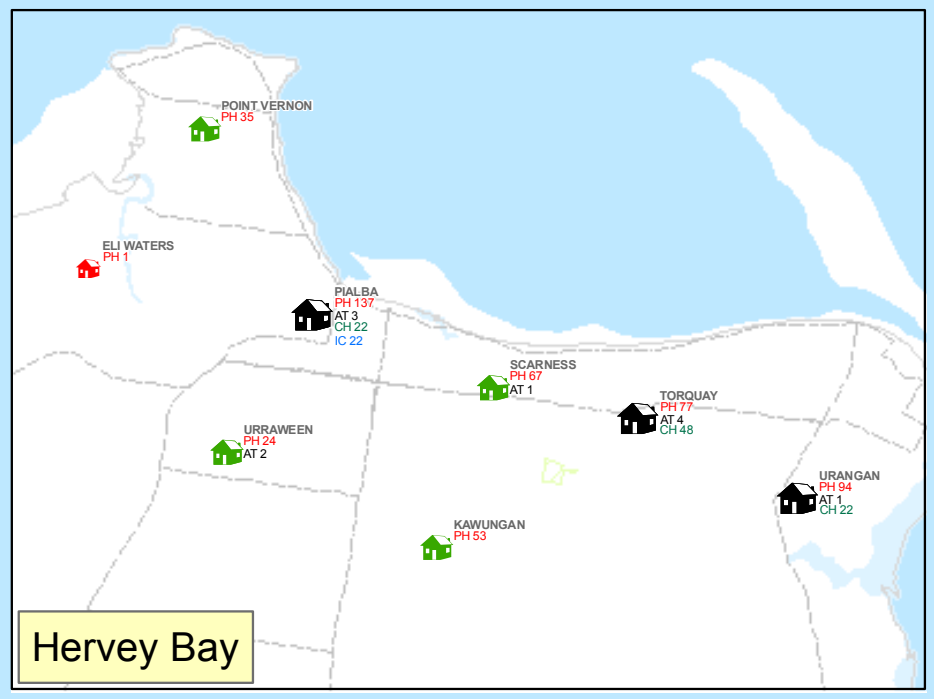 POINT VERNON
PH 35
ELI WATERS
PH 1
PIALBA
PH 137
AT 3
CH 22
IC 22
SCARNESS
PH 67
AT 1
TORQUAY
PH 77
AT 4
CH 48
URRAWEEN
PH 24
AT 2
URANGAN
PH 94
AT 1
CH 22
KAWUNGAN
PH 53
Hervey Bay